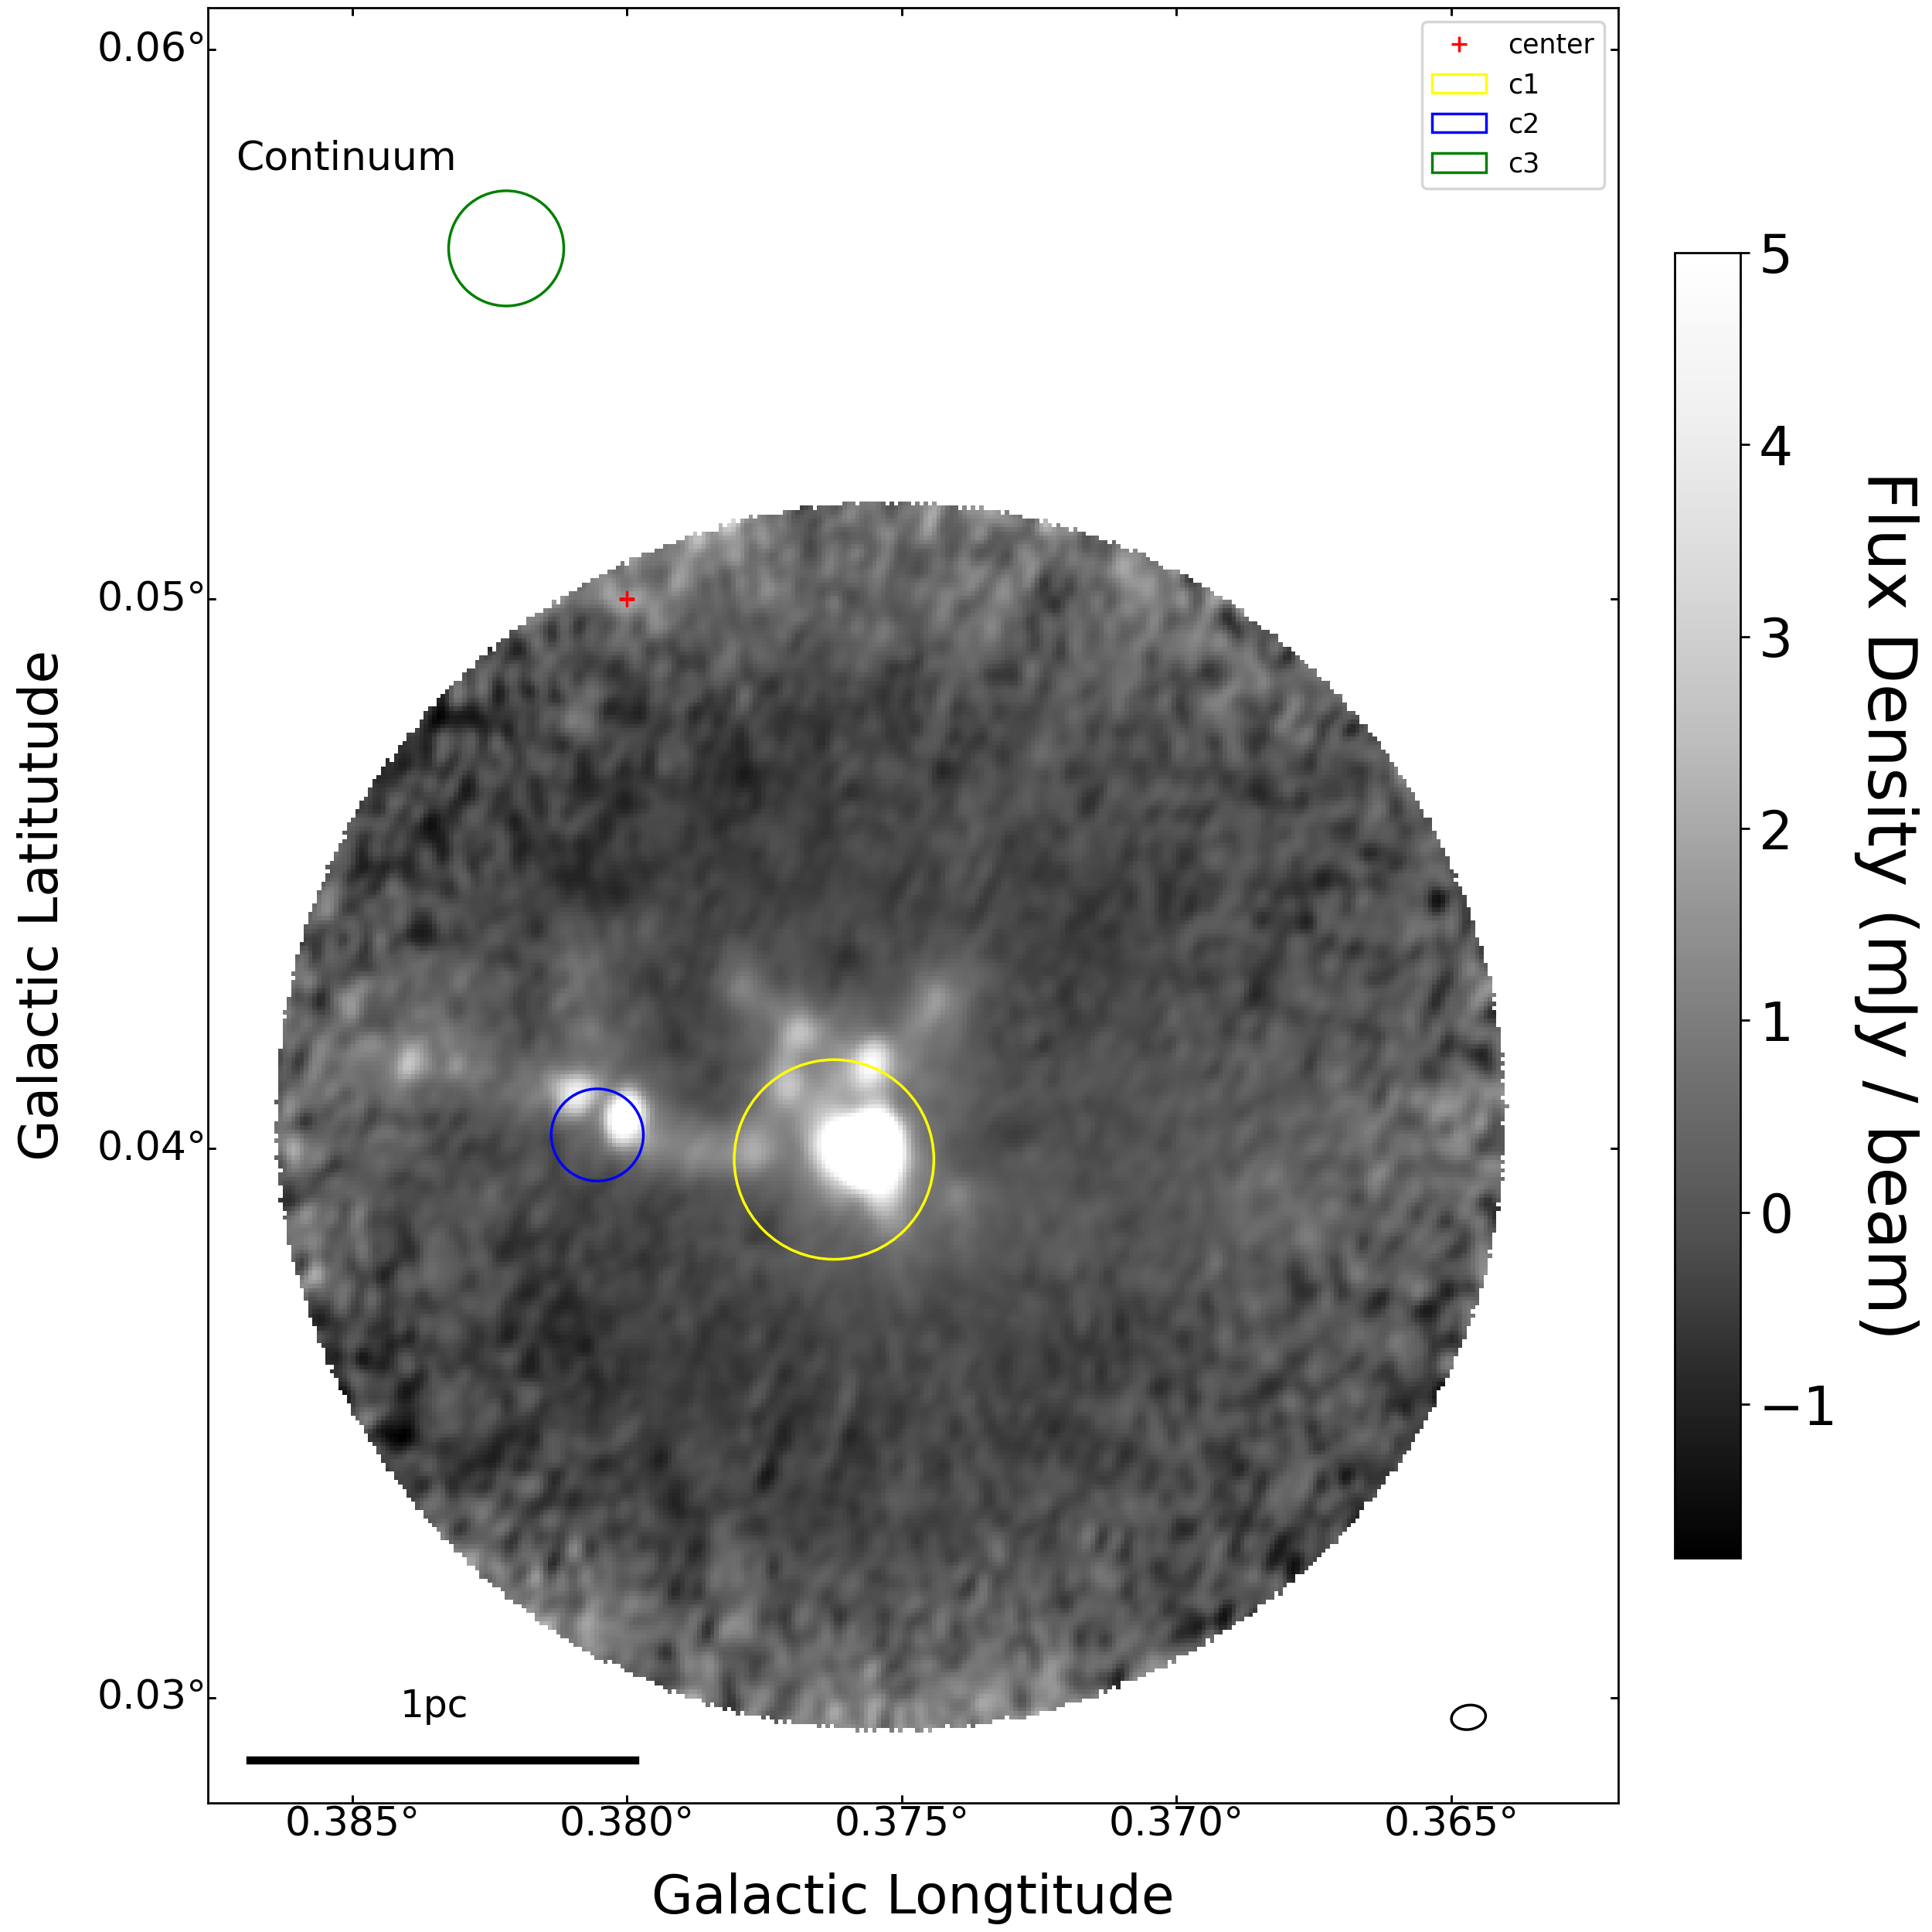 center
c1
c2
c3
Continuum
0.06°
0.05°
0.04°
0.03°
Galactic Latitutude
1pc
0.385°
0.380°
0.375°
0.370°
0.365°
Galactic Longtitude
5
4
3
2
1
0
−1
Flux Density (mJy / beam)